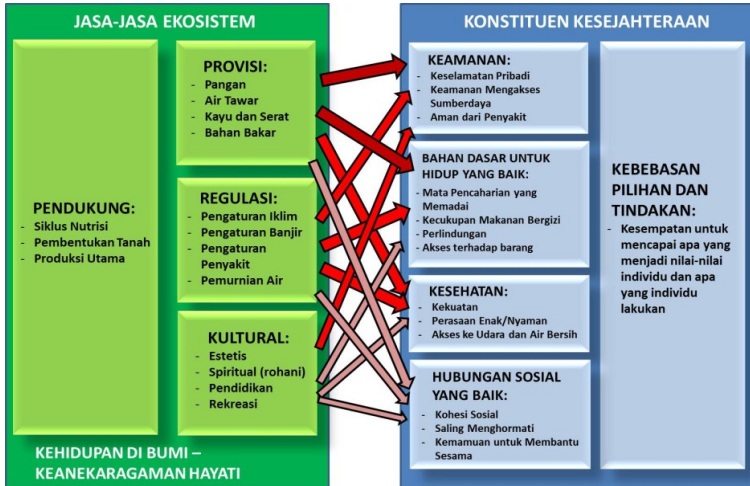 JASA-JASA EKOSISTEM
PENDUKUNG:
- Siklus Nutrisi
- Pembentukan Tanah
- Produksi Utama
PROVISI:
- Pangan
- Air Tawar
- Kayu dan Serat
- Bahan Bakar
REGULASI:
- Pengaturan Iklim
- Pengaturan Banjir
- Pengaturan
Penyakit
- Pemurnian Air
KULTURAL:
- Estetis
- Spiritual (rohani)
- Pendidikan
- Rekreasi
KEHIDUPAN DI BUMI –
KEANEKARAGAMAN HAYATI
KONSTITUEN KESEJAHTERAAN
KEAMANAN:
- Keselamatan Pribadi
- Keamanan Mengakses
Sumberdaya
- Aman dari Penyakit
BAHAN DASAR UNTUK
HIDUP YANG BAIK:
- Mata Pencaharian yang
Memadai
- Kecukupan Makanan Bergizi
- Perlindungan
- Akses terhadap barang
KESEHATAN:
- Kekuatan
- Perasaan Enak/Nyaman
- Akses ke Udara dan Air Bersih
HUBUNGAN SOSIAL
YANG BAIK:
- Kohesi Sosial
- Saling Menghormati
- Kemamuan untuk Membantu
Sesama
KEBEBASAN
PILIHAN DAN
TINDAKAN:
- Kesempatan untuk
mencapai apa yang
menjadi nilai-nilai
individu dan apa
yang individu
lakukan